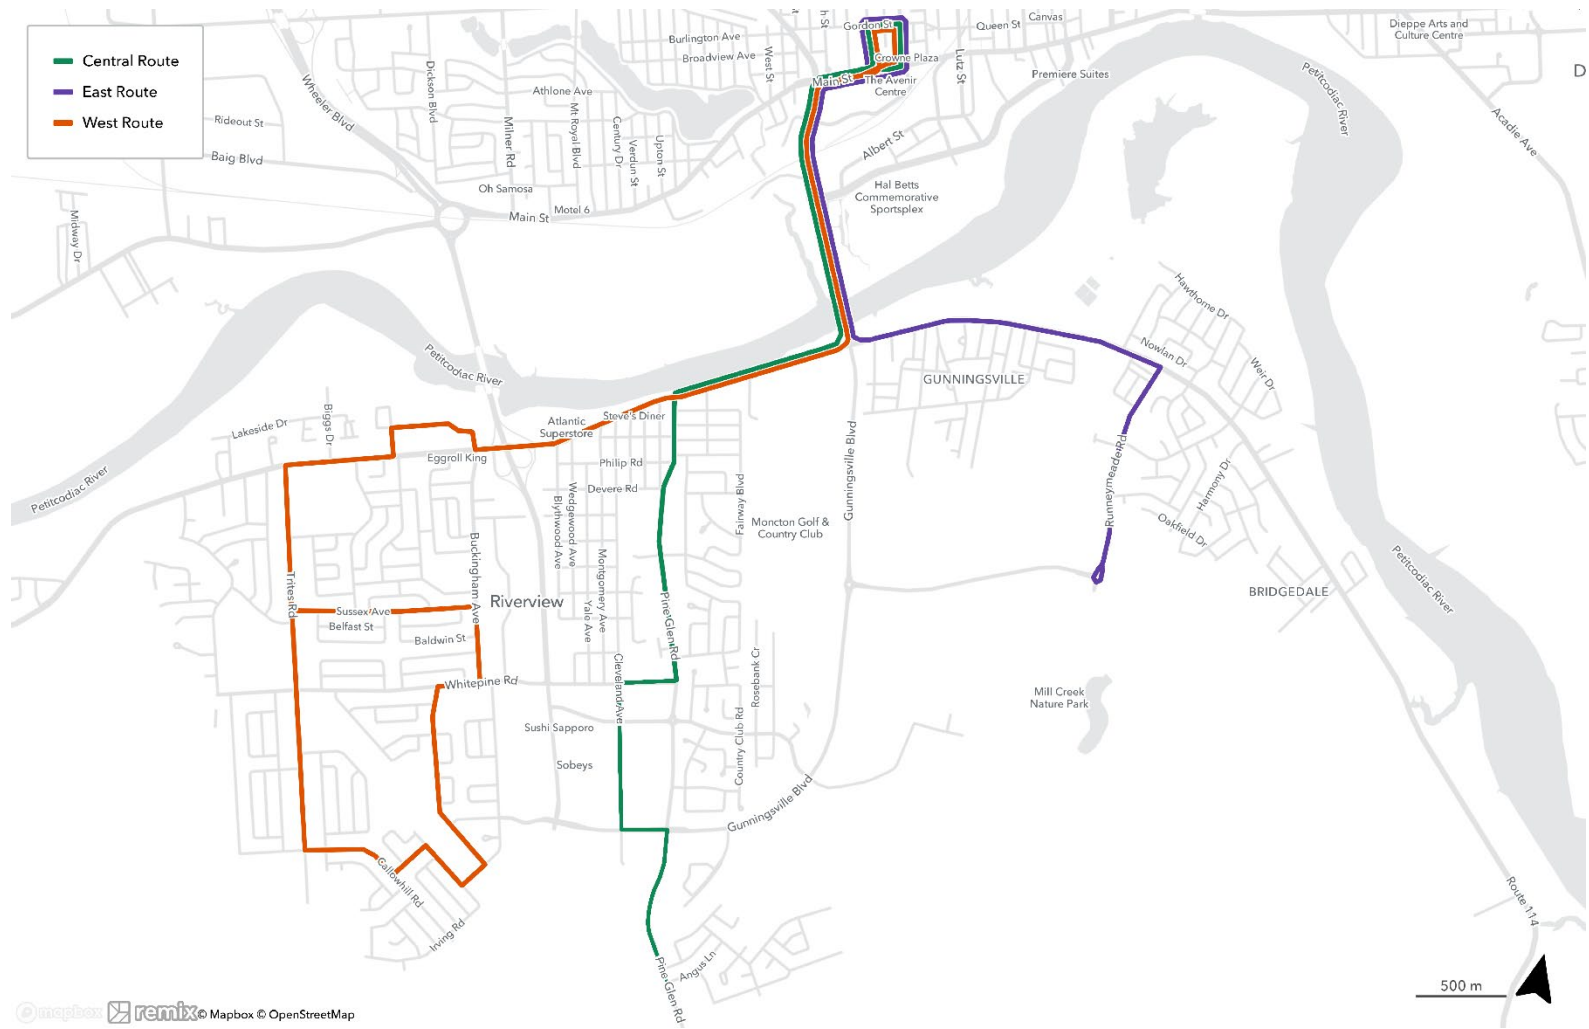 Central Route
East Route
West Route
Gordon St
Queen St
Canvas
Dieppe Arts and
Culture Centre
Burlington Ave
Broadview Ave
West St
Crowne Plaza
Main St
The Avenir
Centre
Lutz St
Premiere Suites
Petitcodiac River
D
Wheeler Blvd
Dickson Blvd
Athlone Ave
Rideout St
Baig Blvd
Milner Rd
Mt Royal Blvd
Century Dr
Verdun St
Upton St
Albert St
Acadie Ave
Oh Samosa
Motel 6
Main St
Hal Betts
Commemorative
Sportsplex
Midway Dr
Hawthorne Dr
Nowlan Dr
Weir Dr
Petitcodiac River
GUNNINGSVILLE
Lakeside Dr
Biggs Dr
Atlantic
Superstore
Steve's Diner
Eggroll King
Philip Rd
Devere Rd
Petitcodiac River
Wedgewood Ave
Blythwood Ave
Fairway Blvd
Moncton Golf &
Country Club
Gunningsville Blvd
Runneymeade Rd
Harmony Dr
Oakfield Dr
Petitcodiac River
BRIDGEDALE
Buckingham Ave
Trites Rd
Sussex Ave
Belfast St
Baldwin St
Riverview
Montgomery Ave
Yale Ave
Pine Glen Rd
Whitepine Rd
Cleveland Ave
Rosebank Cr
Country Club Rd
Mill Creek
Nature Park
Sushi Sapporo
Sobeys
Gunningsville Blvd
Callowhill Rd
Irving Rd
Pine Glen Rd
Angus Ln
Route 114
500 m
mapbox
remix
© Mapbox © OpenStreetMap